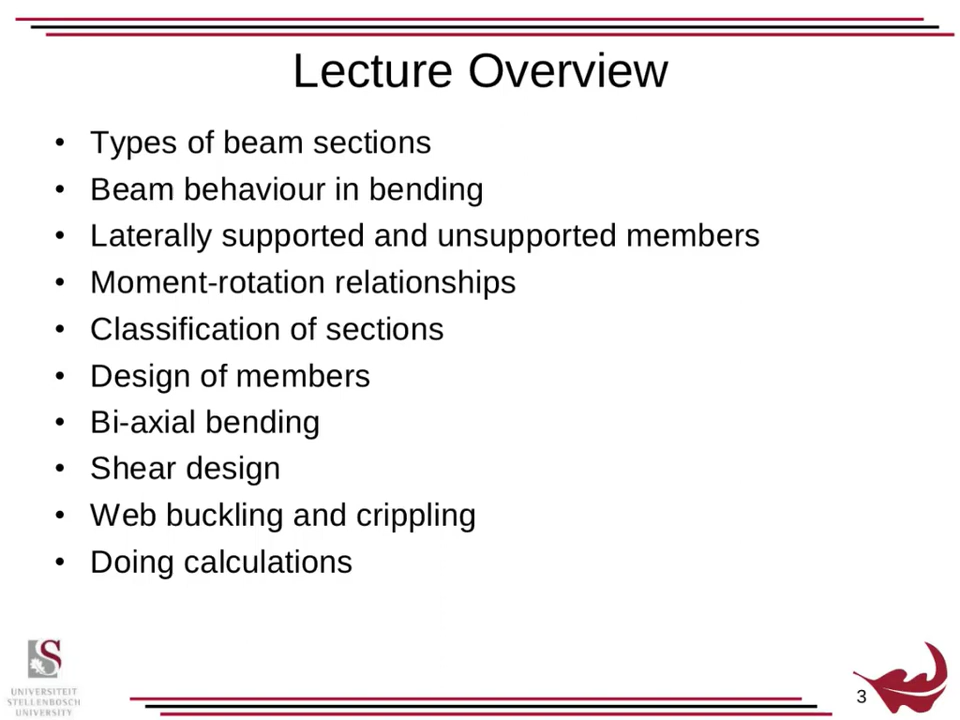 Lecture Overview
• Types of beam sections
• Beam behaviour in bending
• Laterally supported and unsupported members
• Moment-rotation relationships
• Classification of sections
• Design of members
• Bi-axial bending
• Shear design
• Web buckling and crippling
• Doing calculations
UNIVERSITEIT
STELLENBOSCH
UNIVERSITY
3